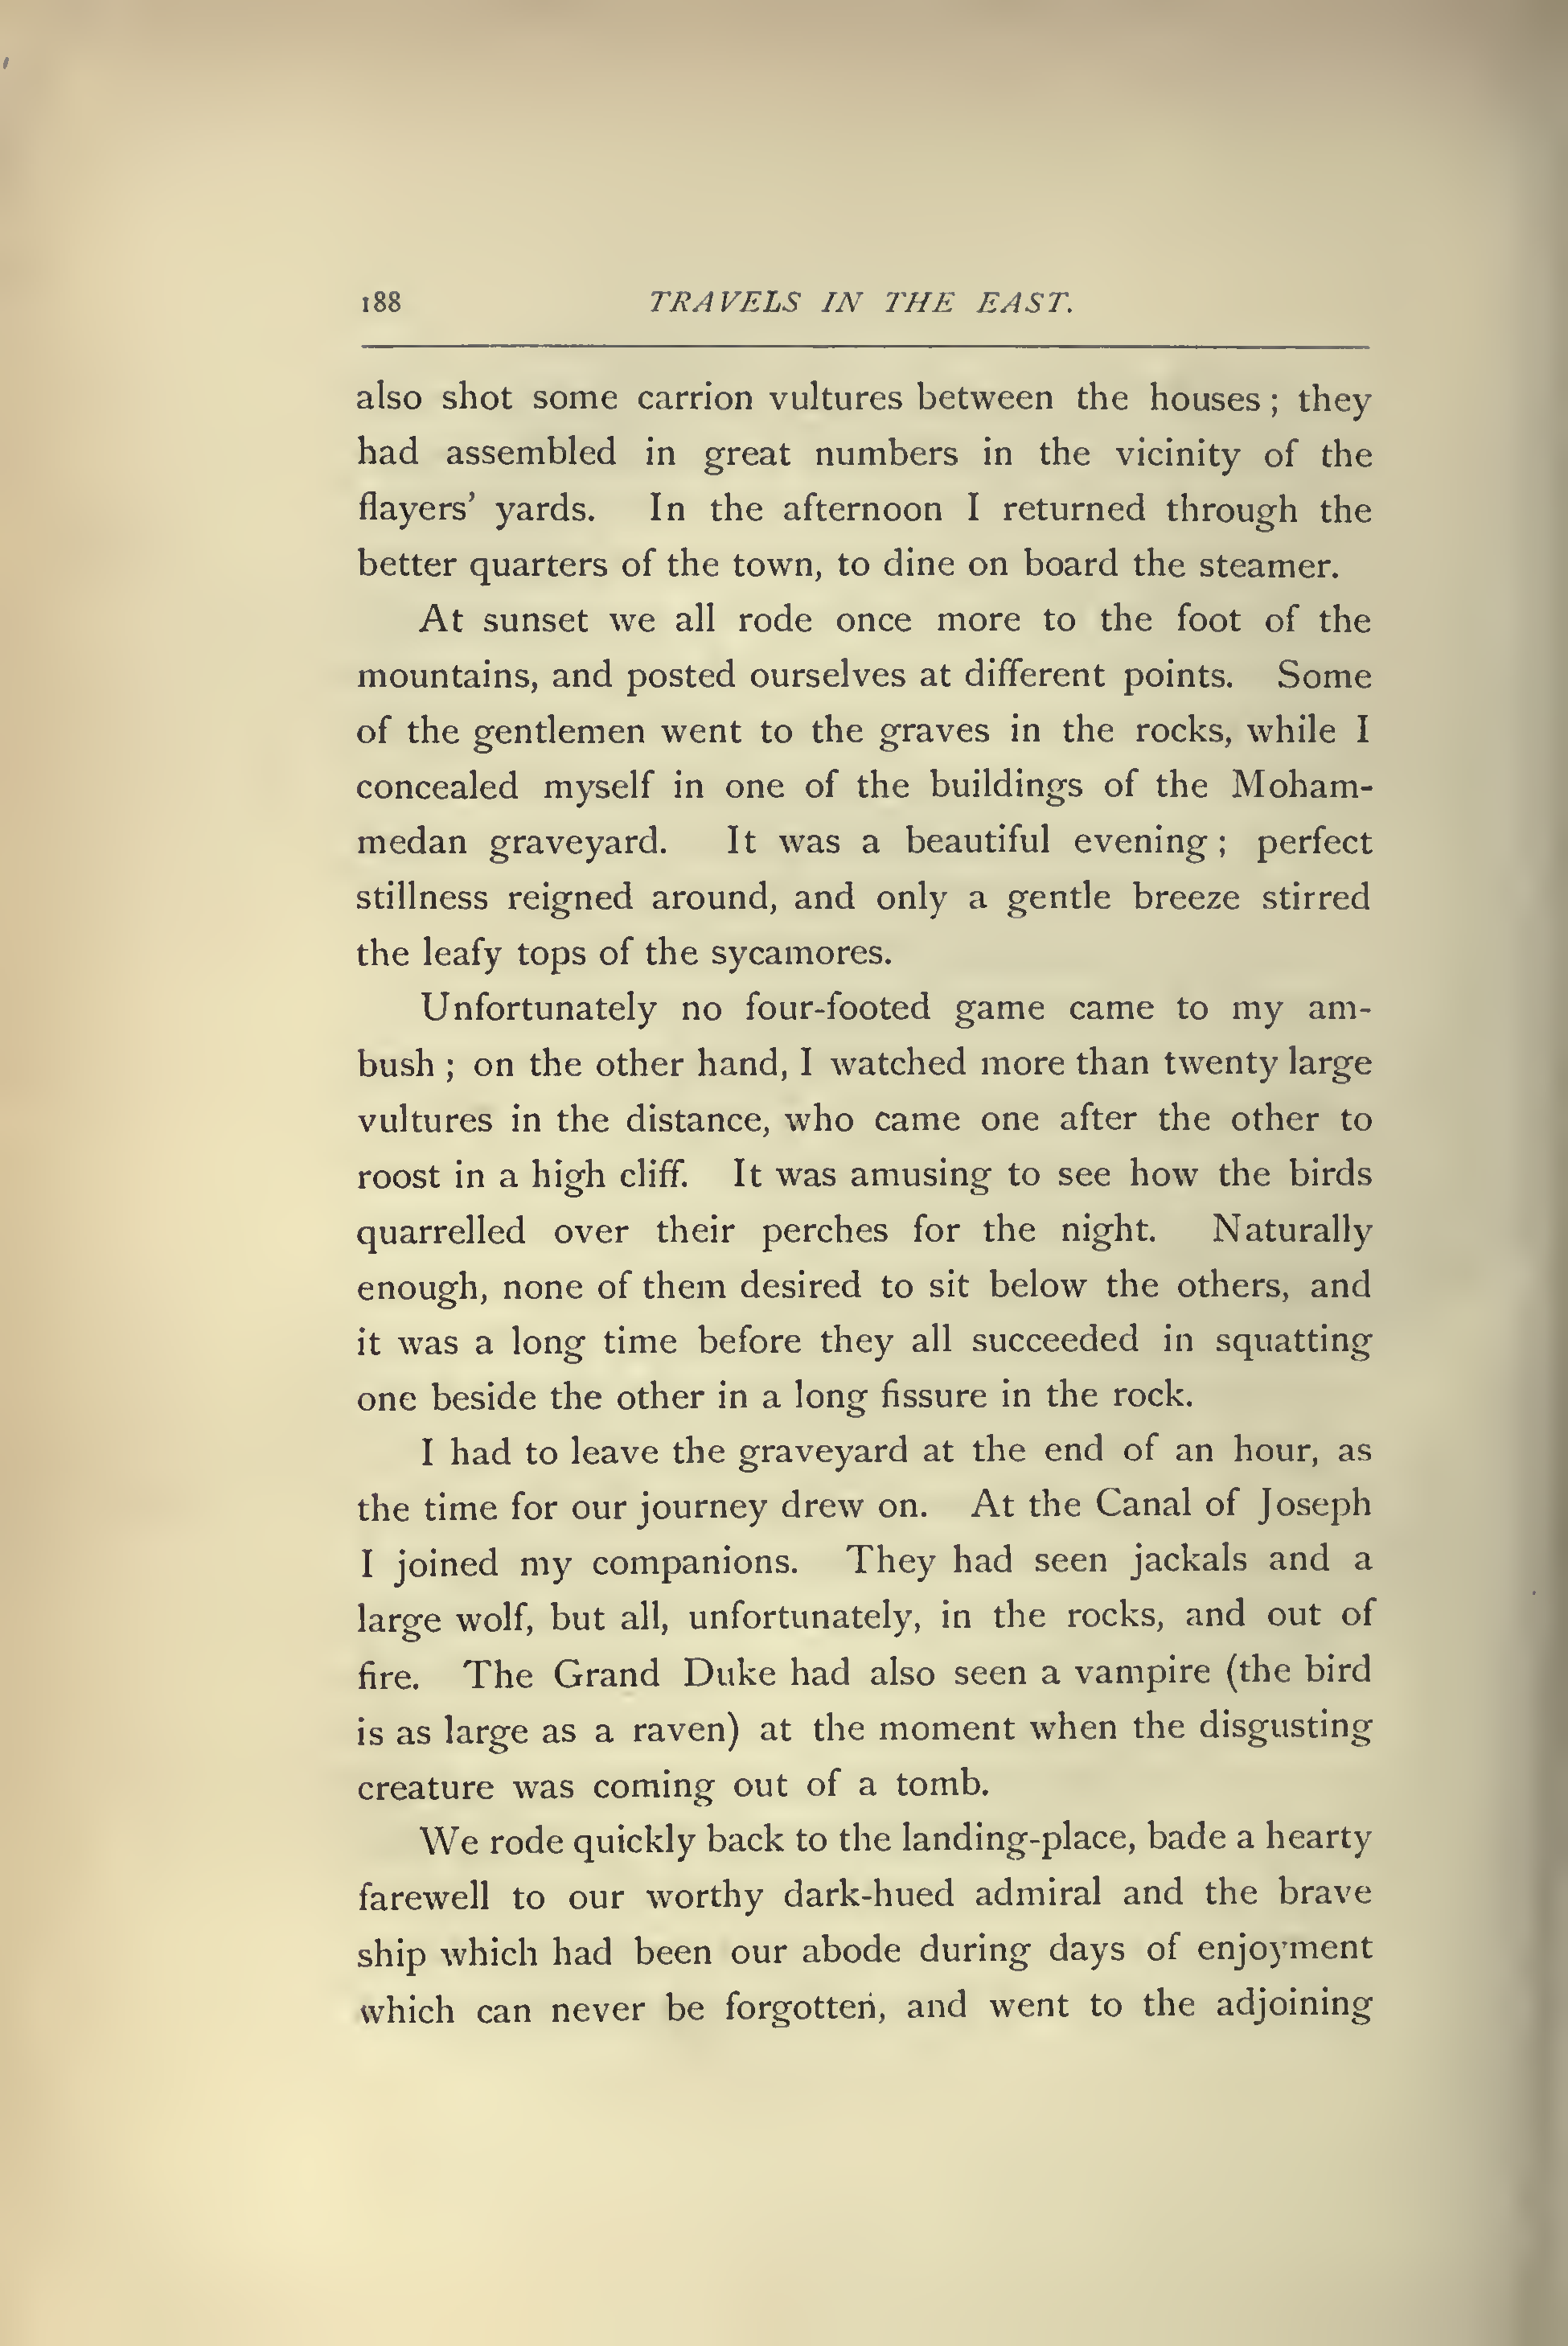 188 TRAVELS IN THE EAST.
also shot some carrion vultures between the houses; they
had assembled in great numbers in the vicinity of the
flayers’ yards. In the afternoon I returned through the
better quarters of the town, to dine on board the steamer.
At sunset we all rode once more to the foot of the
mountains, and posted ourselves at different points. Some
of the gentlemen went to the graves in the rocks, while I
concealed myself in one of the buildings of the Moham-
medan graveyard. It was a beautiful evening; perfect
stillness reigned around, and only a gentle breeze stirred
the leafy tops of the sycamores.
Unfortunately no four-footed game came to my am-
bush; on the other hand, I watched more than twenty large
vultures in the distance, who came one after the other to
roost in a high cliff. It was amusing to see how the birds
quarrelled over their perches for the night. Naturally
enough, none of them desired to sit below the others, and
it was a long time before they all succeeded in squatting
one beside the other in a long fissure in the rock.
I had to leave the graveyard at the end of an hour, as
the time for our journey drew on. At the Canal of Joseph
I joined my companions. They had seen jackals and a
large wolf, but all, unfortunately, in the rocks, and out of
fire. The Grand Duke had also seen a vampire (the bird
is as large as a raven) at the moment when the disgusting
creature was coming out of a tomb.
We rode quickly back to the landing-place, bade a hearty
farewell to our worthy dark-hued admiral and the brave
ship which had been our abode during days of enjoyment
which can never be forgotten, and went to the adjoining